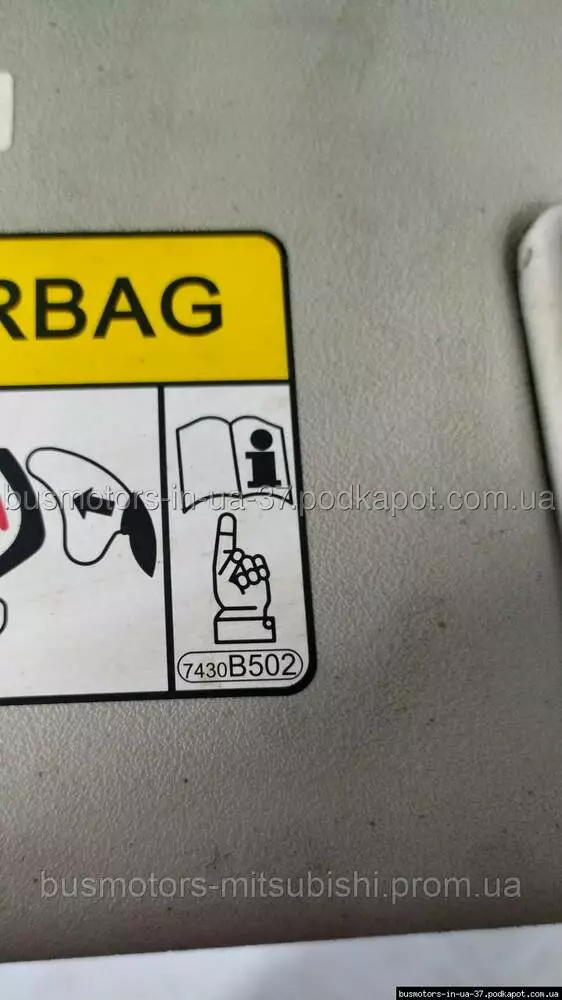 RBAG
busmotors-in-ua-37.podkapot.com.ua
7430B502
busmotors-mitsubishi.prom.ua
busmotors-in-ua-37.podkapot.com.ua